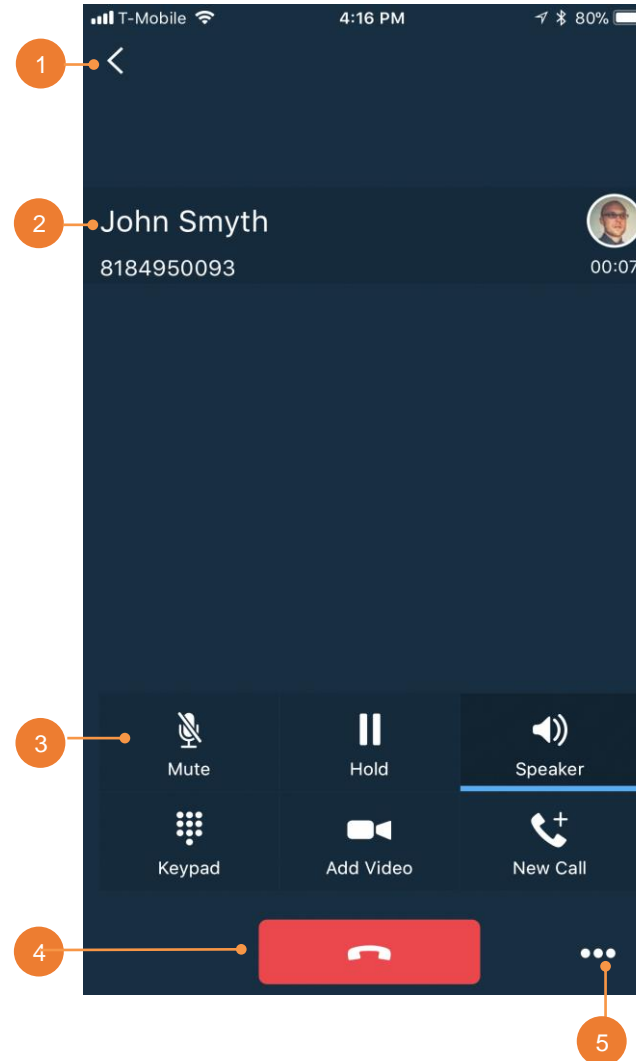 T-Mobile 4:16 PM 80%
1
2 John Smyth
8184950093 00:07
3
Mute Hold Speaker
Keypad Add Video New Call
4
5